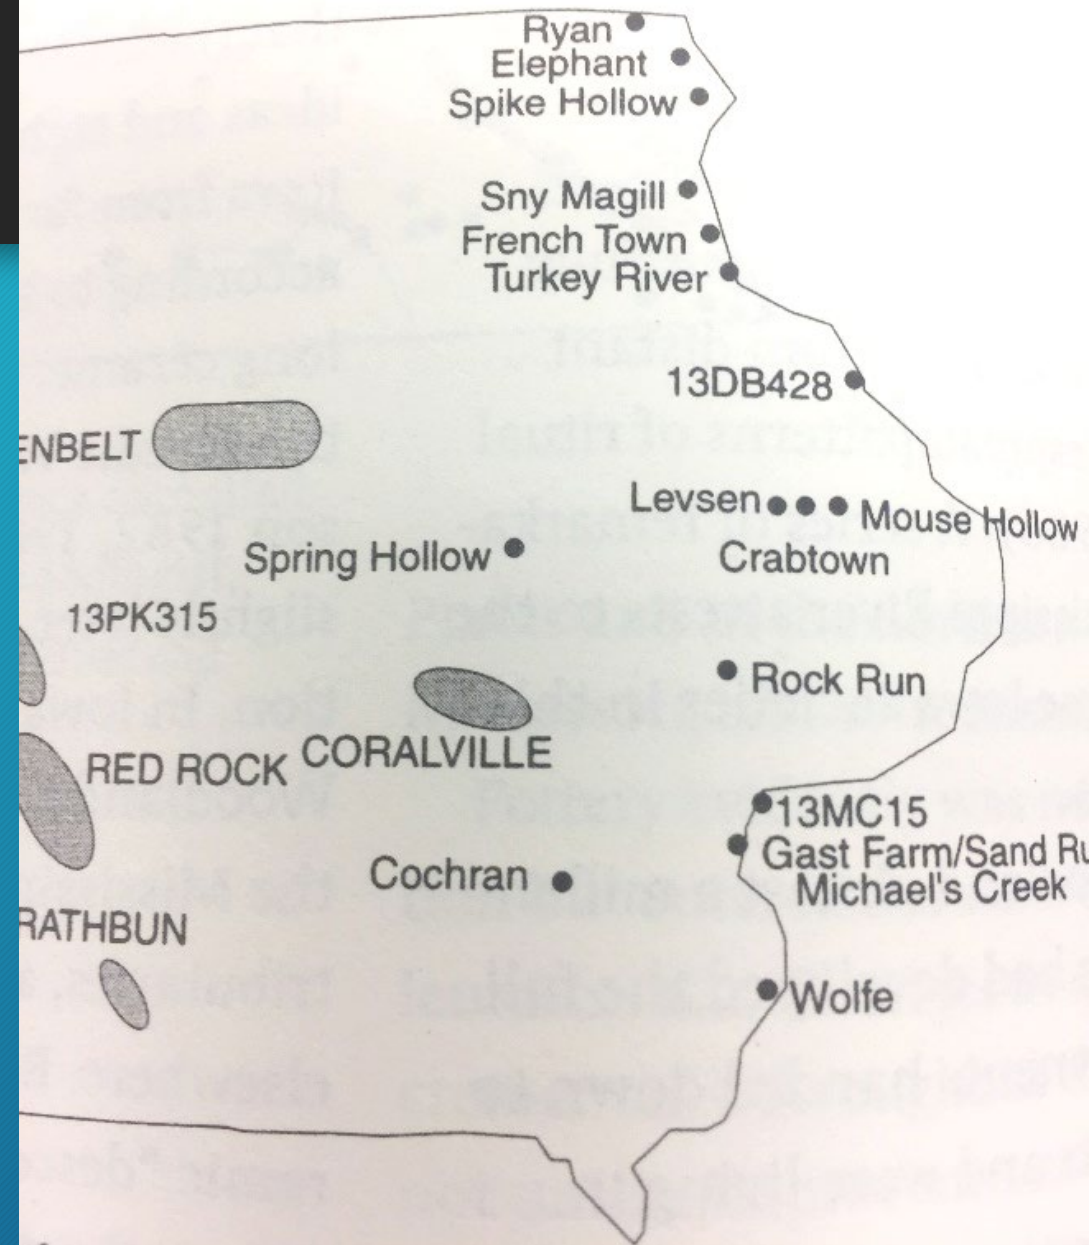 Ryan
Elephant
Spike Hollow
Sny Magill
French Town
Turkey River
13DB428
ENBELT
Levsen
Mouse Hollow
Crabtown
Spring Hollow
13PK315
Rock Run
RED ROCK
CORALVILLE
13MC15
Gast Farm/Sand Ru
Michael's Creek
Cochran
RATHBUN
Wolfe